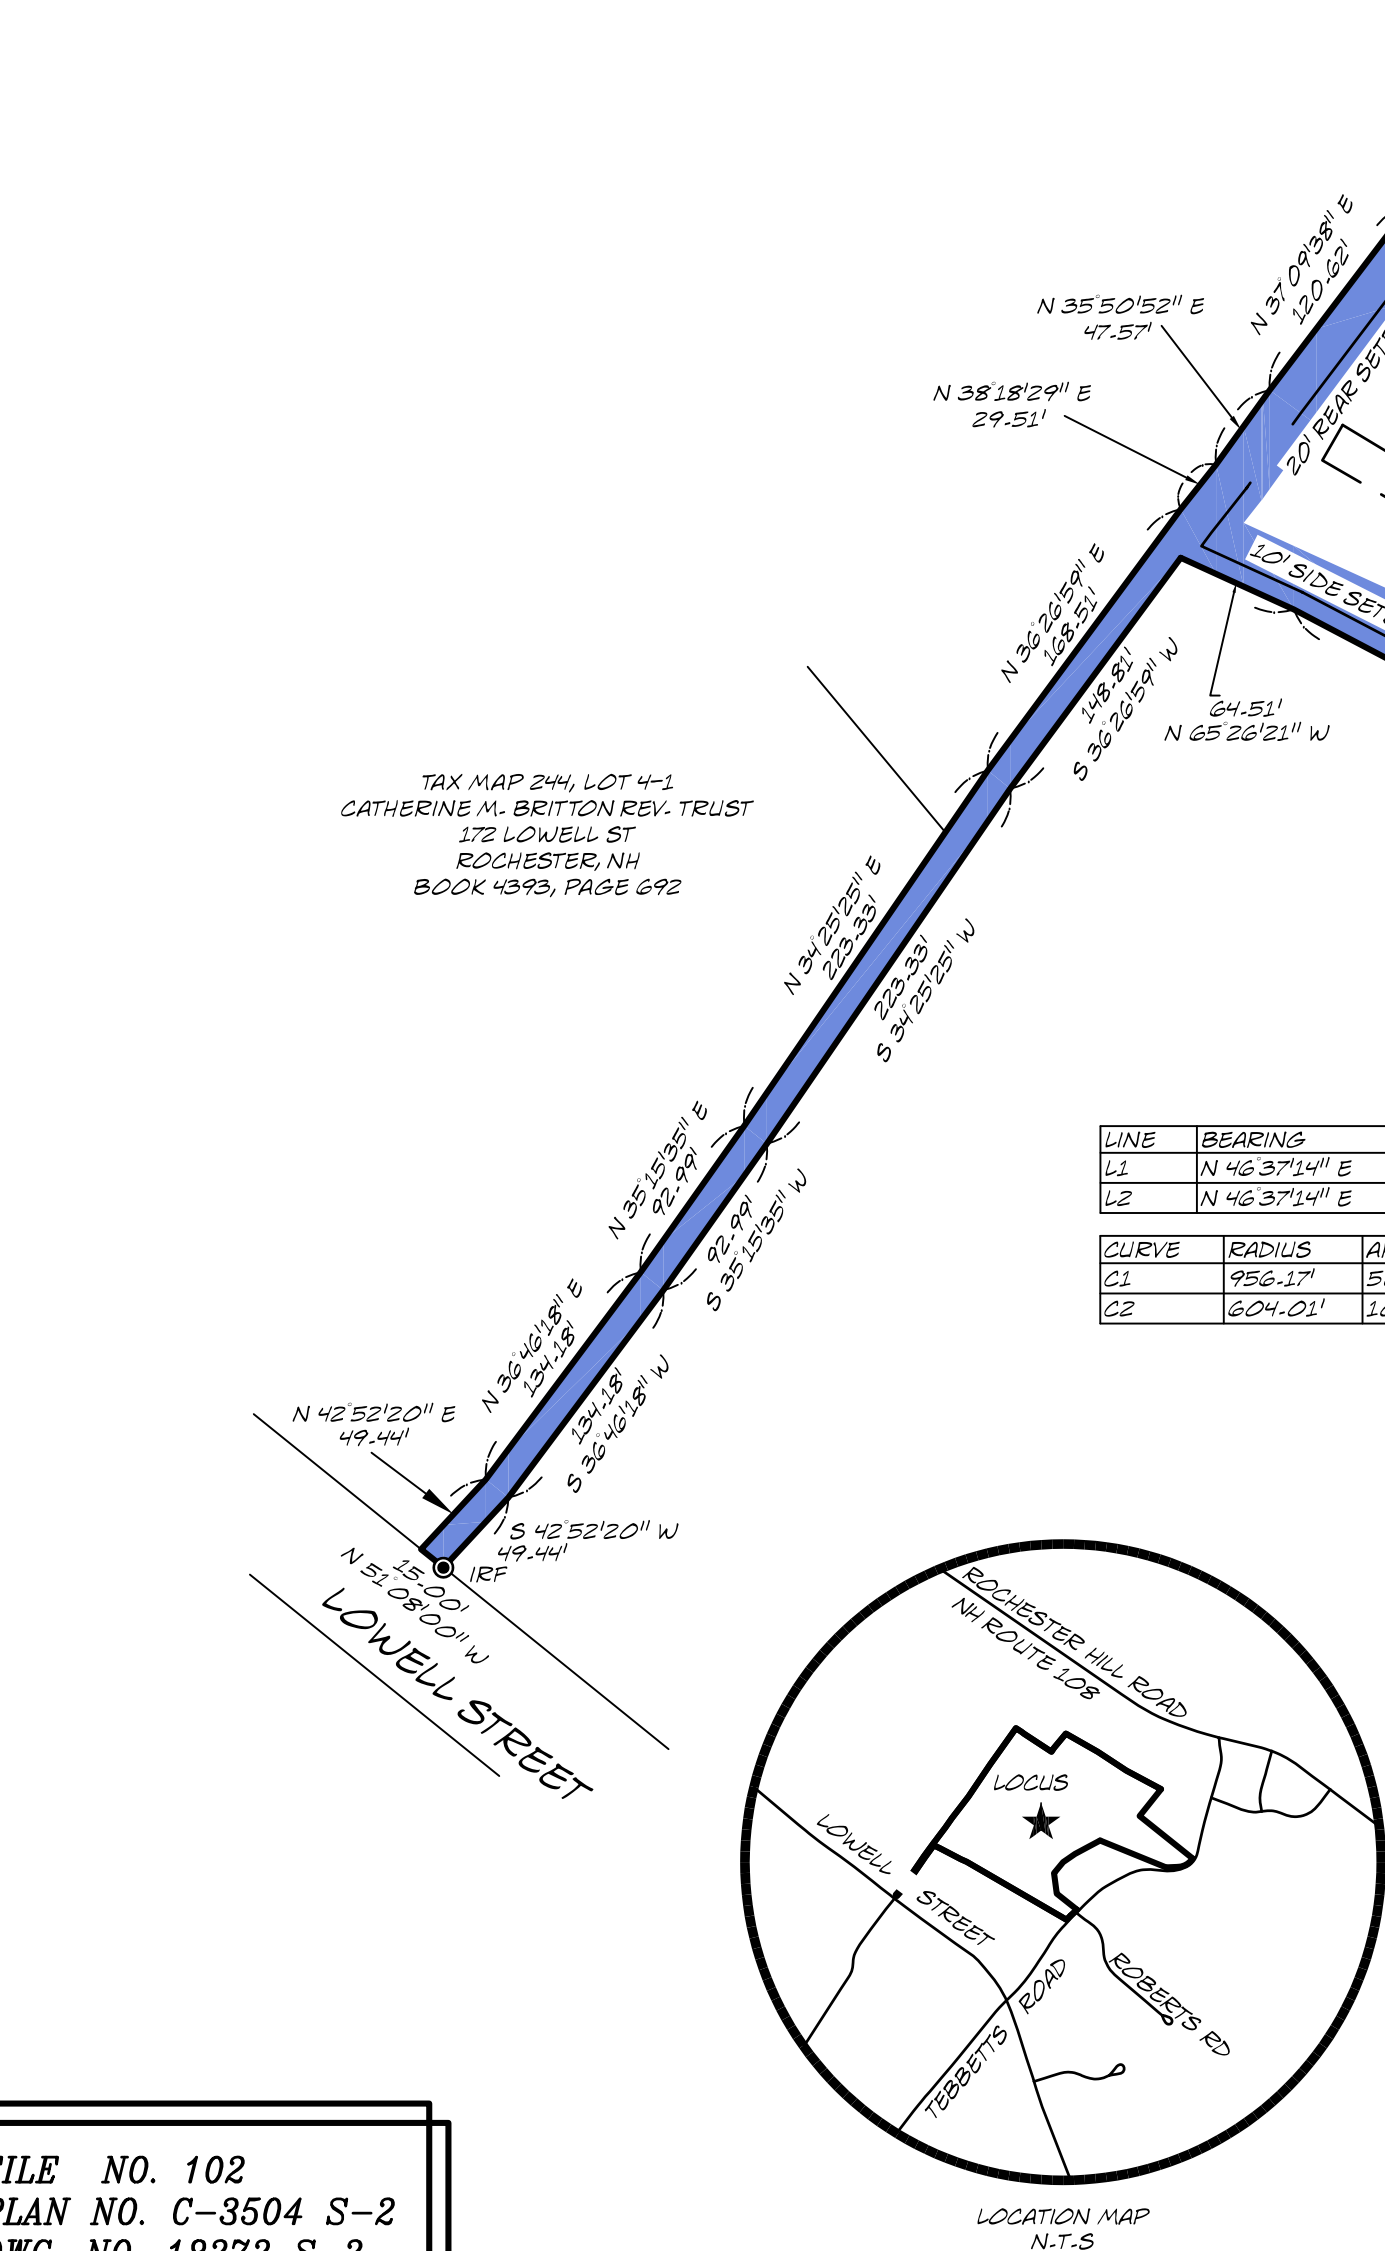 N 37°09'38" E
120.62'
N 35°50'52" E
47.57'
N 38°18'29" E
29.51'
20' REAR
10' SIDE
N 36°26'59" E
168.51'
148.81'
S 36°26'59" W
64.51'
N 65°26'21" W
TAX MAP 244, LOT 4-1
CATHERINE M. BRITTON REV. TRUST
172 LOWELL ST
ROCHESTER, NH
BOOK 4393, PAGE 692
N 34°25'25" E
223.33'
223.33'
S 34°25'25" W
N 35°15'35" E
92.99'
92.99'
S 35°15'35" W
LINE BEARING
L1 N 46°37'14" E
L2 N 46°37'14" E
CURVE RADIUS
C1 956.17'
C2 604.01'
N 36°46'18" E
134.18'
134.18'
S 36°46'18" W
N 42°52'20" E
49.44'
S 42°52'20" W
49.44'
IRF
15.00'
N 51°08'00" W
LOWELL STREET
ROCHESTER HILL ROAD
NH ROUTE 108
LOCUS
LOWELL STREET
TEBBETTS ROAD
ROBERTS RD
LOCATION MAP
N.T.S
NO. 102
PLAN NO. C-3504 S-2